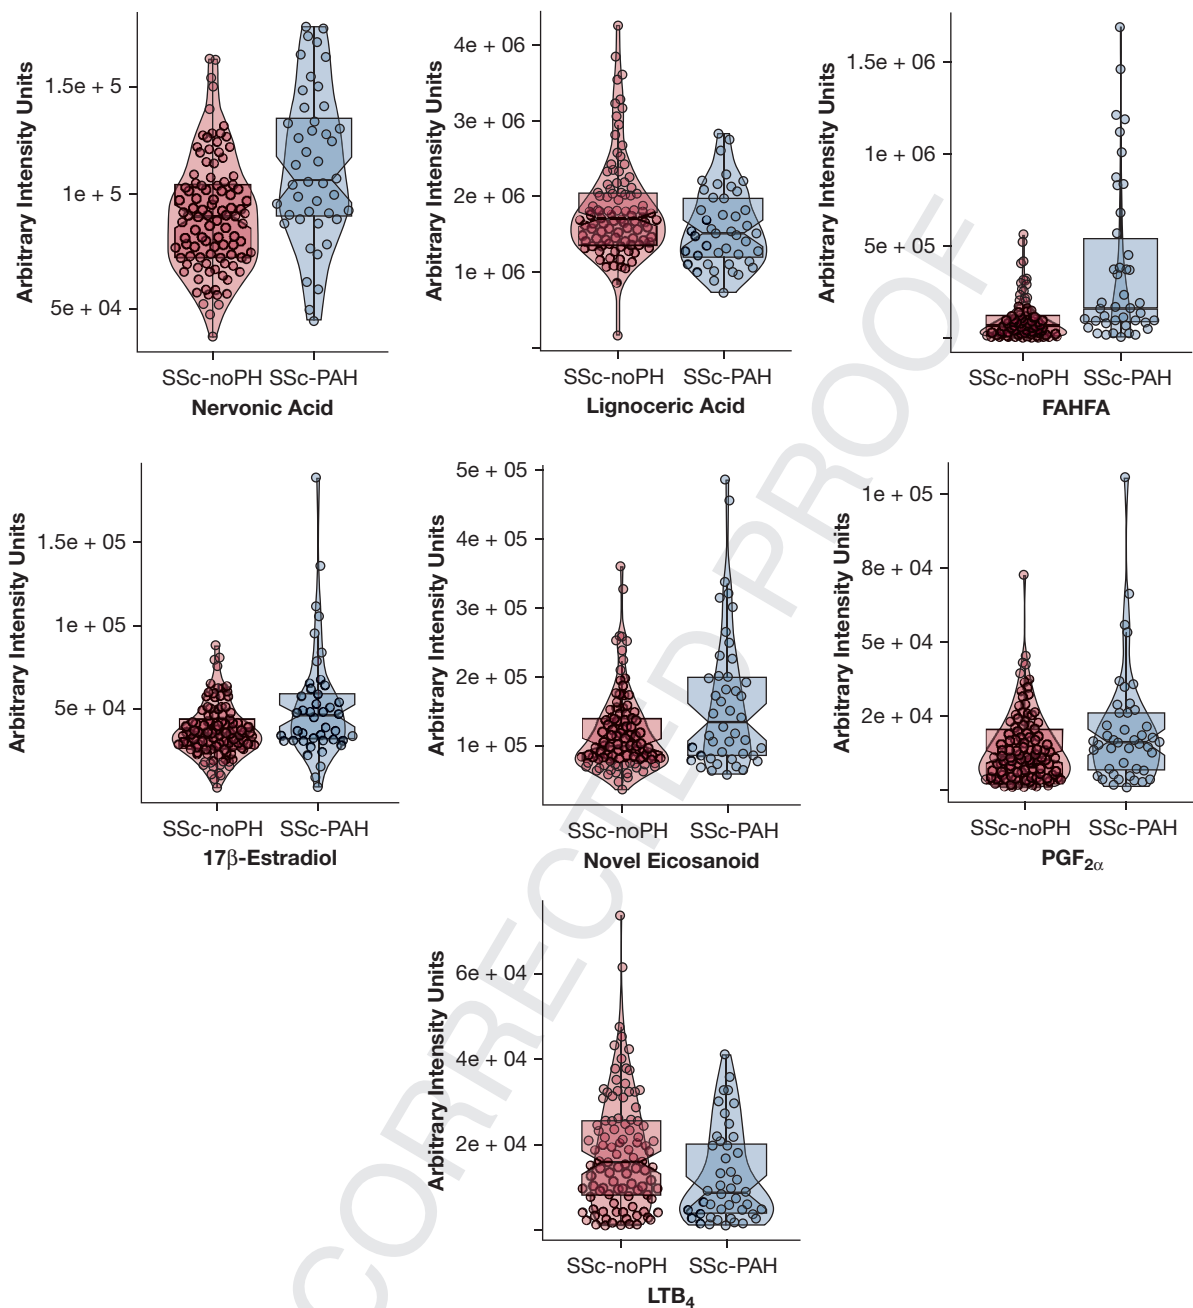 Arbitrary Intensity Units
1.5e + 5
1e + 5
5e + 04
SSc-noPH SSc-PAH
Nervonic Acid
Arbitrary Intensity Units
4e + 06
3e + 06
2e + 06
1e + 06
SSc-noPH SSc-PAH
Lignoceric Acid
Arbitrary Intensity Units
1.5e + 06
1e + 06
5e + 05
SSc-noPH SSc-PAH
FAHFA
Arbitrary Intensity Units
1.5e + 05
1e + 05
5e + 04
SSc-noPH SSc-PAH
17β-Estradiol
Arbitrary Intensity Units
5e + 05
4e + 05
3e + 05
2e + 05
1e + 05
SSc-noPH SSc-PAH
Novel Eicosanoid
Arbitrary Intensity Units
1e + 05
8e + 04
5e + 04
2e + 04
SSc-noPH SSc-PAH
PGF2α
Arbitrary Intensity Units
6e + 04
4e + 04
2e + 04
SSc-noPH SSc-PAH
LTB4
CORRECTED PROOF